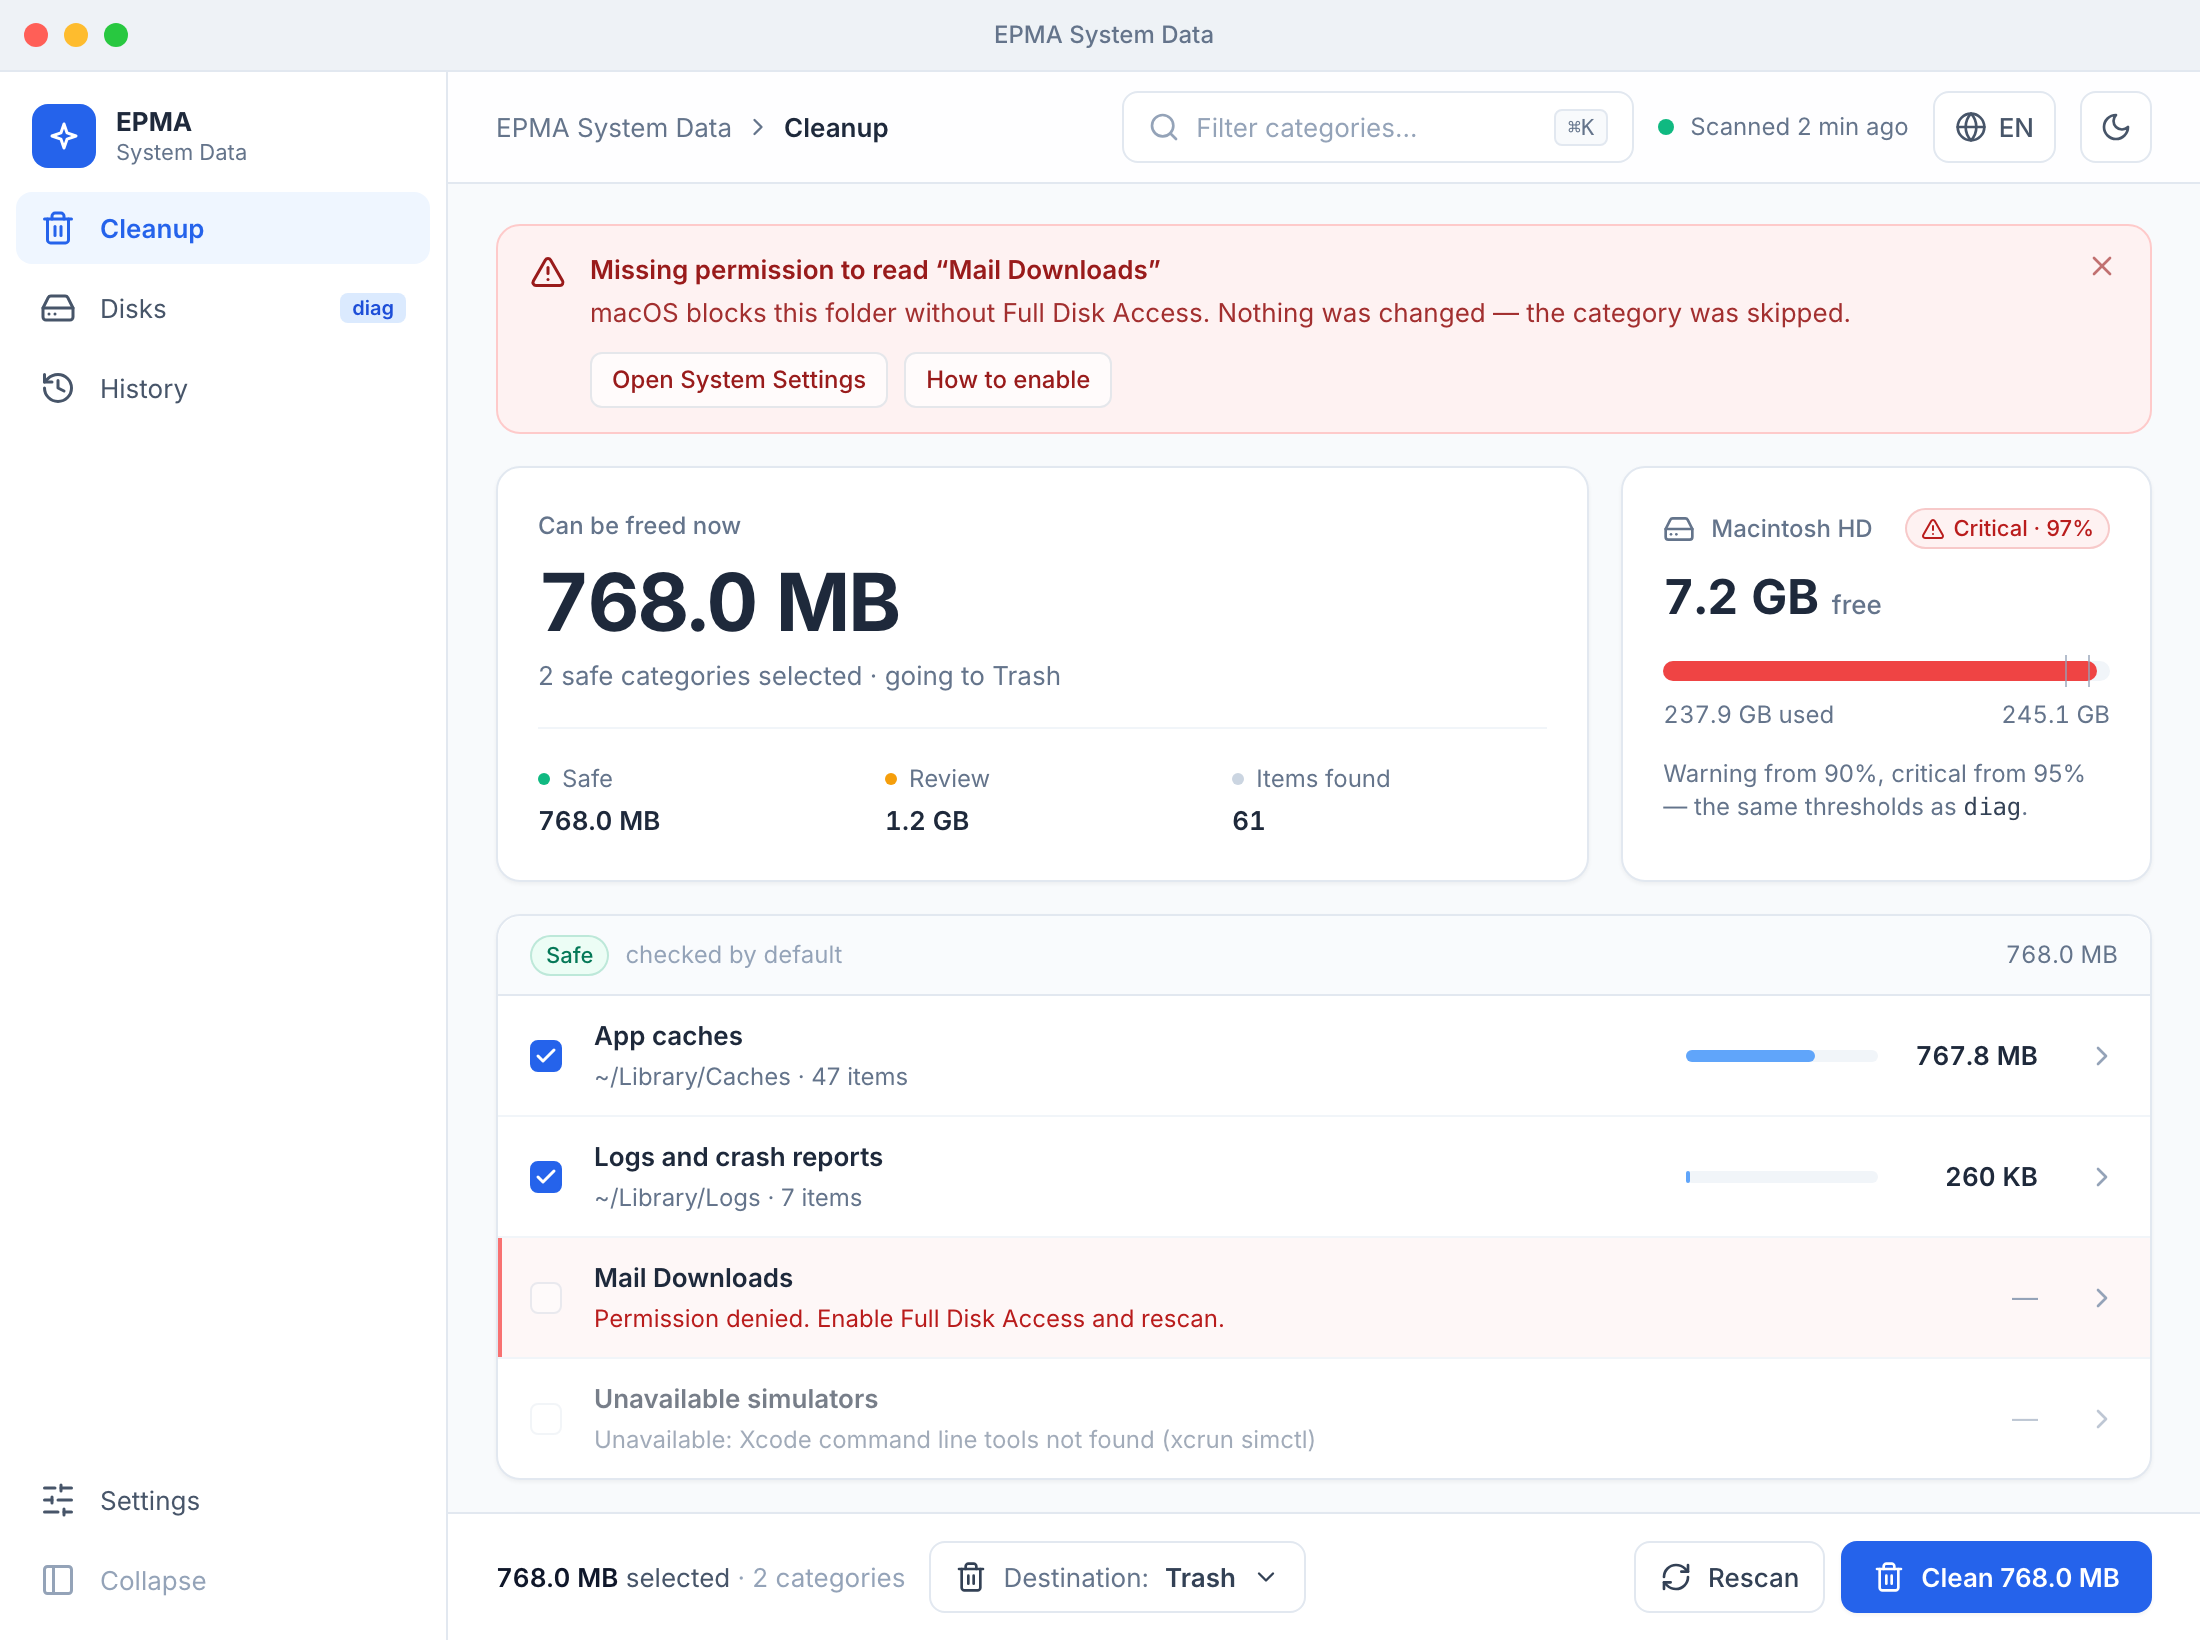 EPMA System Data
EPMA
System Data
Cleanup
Disks
diag
History
Settings
Collapse
EPMA System Data > Cleanup
Filter categories...
⌘K
Scanned 2 min ago
EN
Missing permission to read “Mail Downloads”
macOS blocks this folder without Full Disk Access. Nothing was changed — the category was skipped.
Open System Settings
How to enable
Can be freed now
768.0 MB
2 safe categories selected · going to Trash
Safe
768.0 MB
Review
1.2 GB
Items found
61
Macintosh HD
Critical · 97%
7.2 GB free
237.9 GB used
245.1 GB
Warning from 90%, critical from 95%
— the same thresholds as diag.
Safe
checked by default
768.0 MB
App caches
~/Library/Caches · 47 items
767.8 MB
Logs and crash reports
~/Library/Logs · 7 items
260 KB
Mail Downloads
Permission denied. Enable Full Disk Access and rescan.
—
Unavailable simulators
Unavailable: Xcode command line tools not found (xcrun simctl)
—
768.0 MB selected · 2 categories
Destination: Trash
Rescan
Clean 768.0 MB